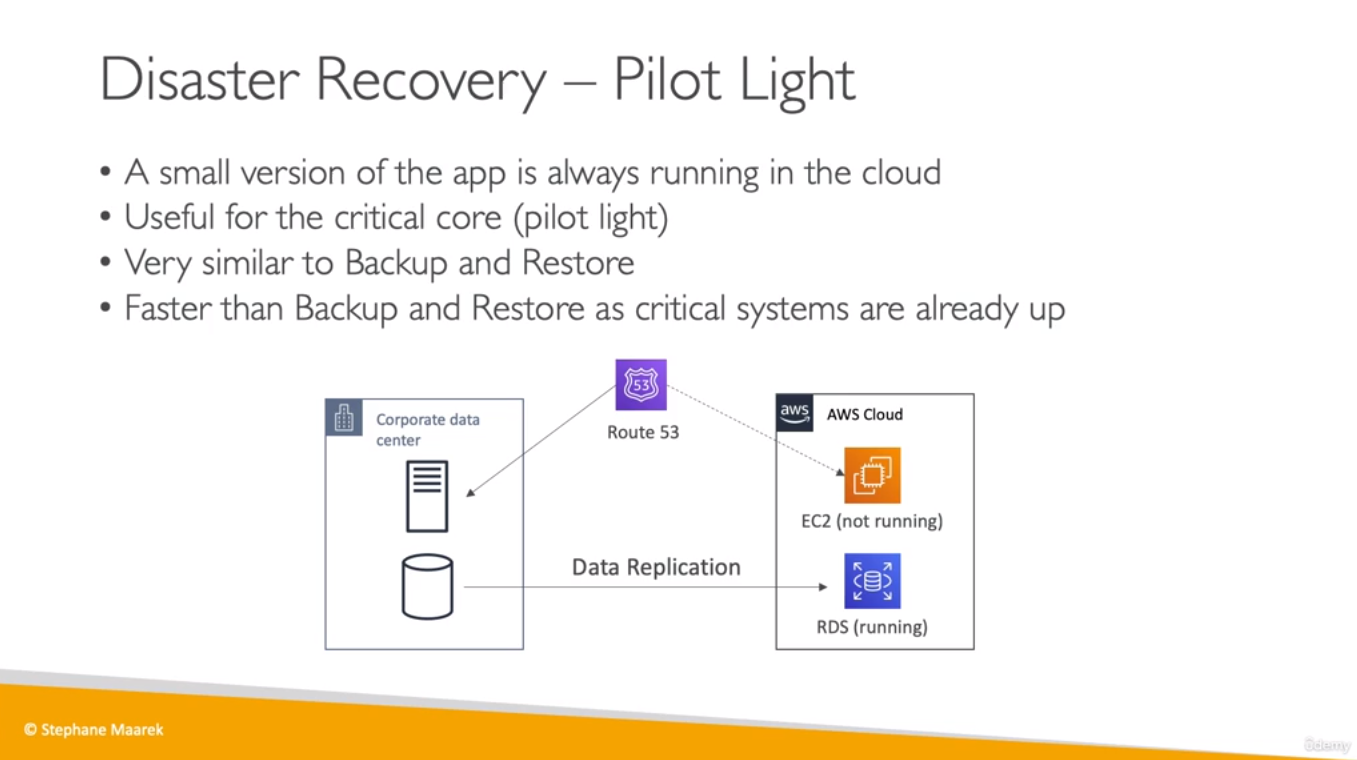 Disaster Recovery – Pilot Light
• A small version of the app is always running in the cloud
• Useful for the critical core (pilot light)
• Very similar to Backup and Restore
• Faster than Backup and Restore as critical systems are already up
53
Route 53
Corporate data
center
aws
AWS Cloud
EC2 (not running)
Data Replication
RDS (running)
© Stephane Maarek
ûdemy